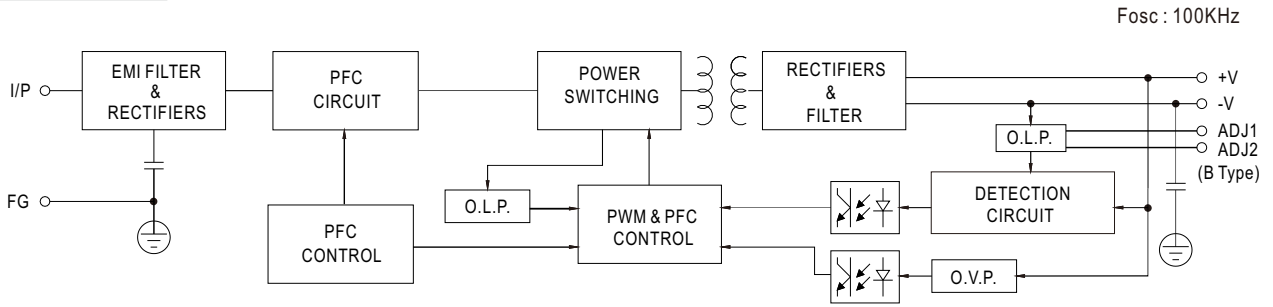 Fosc : 100KHz
I/P
EMI FILTER
&
RECTIFIERS
PFC
CIRCUIT
POWER
SWITCHING
RECTIFIERS
&
FILTER
+V
-V
O.L.P.
ADJ1
ADJ2
(B Type)
FG
O.L.P.
PFC
CONTROL
PWM & PFC
CONTROL
DETECTION
CIRCUIT
O.V.P.